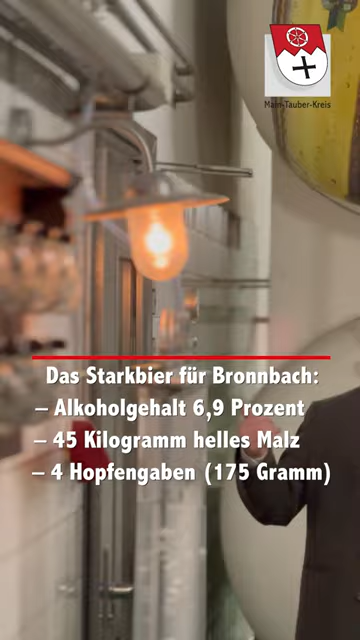 Main-Tauber-Kreis
Das Starkbier für Bronnbach:
– Alkoholgehalt 6,9 Prozent
– 45 Kilogramm helles Malz
– 4 Hopfengaben (175 Gramm)